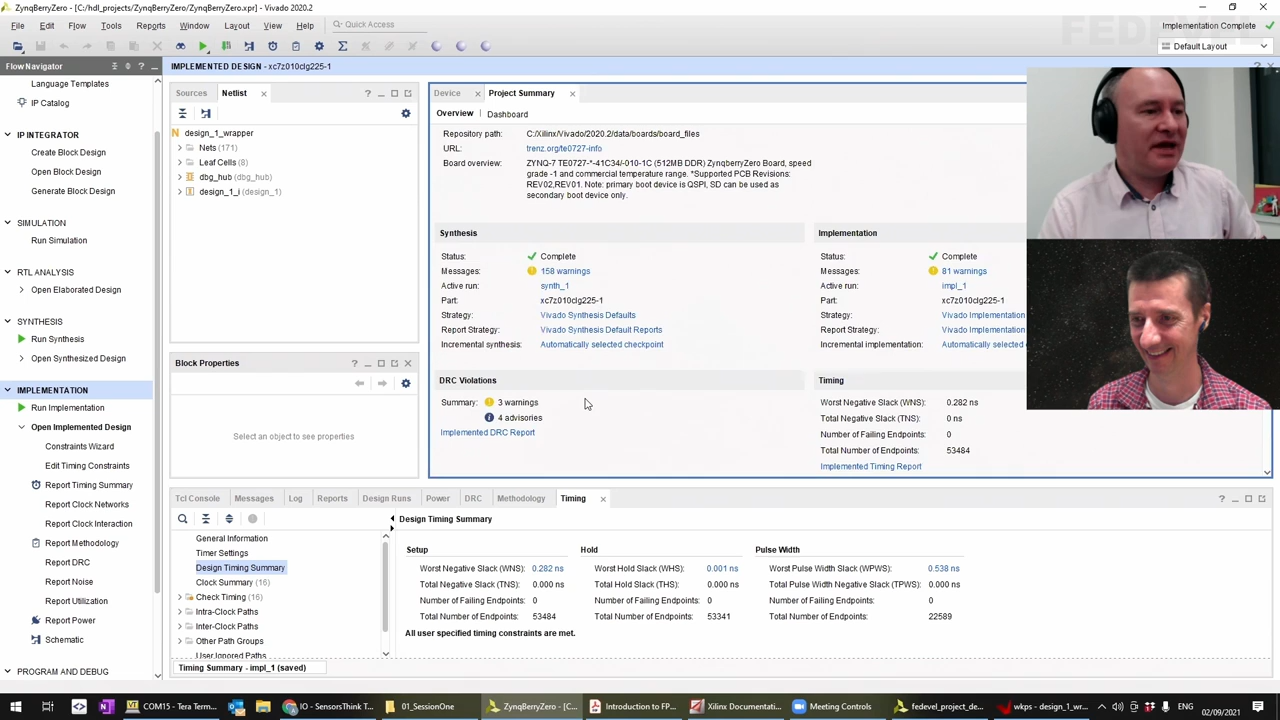 ZynqBerryZero - [C:/hdl_projects/ZynqBerryZero/ZynqBerryZero.xpr] - Vivado 2020.2
File Edit Flow Tools Reports Window Layout View Help Quick Access
Implementation Complete
Default Layout
FEDEVEL
Flow Navigator
IMPLEMENTED DESIGN - xc7z010clg225-1
Language Templates
IP Catalog
IP INTEGRATOR
Create Block Design
Open Block Design
Generate Block Design
SIMULATION
Run Simulation
RTL ANALYSIS
Open Elaborated Design
SYNTHESIS
Run Synthesis
Open Synthesized Design
IMPLEMENTATION
Run Implementation
Open Implemented Design
Constraints Wizard
Edit Timing Constraints
Report Timing Summary
Report Clock Networks
Report Clock Interaction
Report Methodology
Report DRC
Report Noise
Report Utilization
Report Power
Schematic
PROGRAM AND DEBUG
Sources Netlist
design_1_wrapper
Nets (171)
Leaf Cells (8)
dbg_hub (dbg_hub)
design_1_i (design_1)
Block Properties
Select an object to see properties
Device Project Summary
Overview Dashboard
Repository path: C:/Xilinx/Vivado/2020.2/data/boards/board_files
URL: trenz.org/te0727-info
Board overview: ZYNQ-7 TE0727-*-41C34/-010-1C (512MB DDR) ZynqberryZero Board, speed
grade -1 and commercial temperature range. *Supported PCB Revisions:
REV02,REV01. Note: primary boot device is QSPI, SD can be used as
secondary boot device only.
Synthesis
Status: Complete
Messages: 158 warnings
Active run: synth_1
Part: xc7z010clg225-1
Strategy: Vivado Synthesis Defaults
Report Strategy: Vivado Synthesis Default Reports
Incremental synthesis: Automatically selected checkpoint
Implementation
Status: Complete
Messages: 81 warnings
Active run: impl_1
Part: xc7z010clg225-1
Strategy: Vivado Implementation
Report Strategy: Vivado Implementation
Incremental implementation: Automatically selected
DRC Violations
Summary: 3 warnings
4 advisories
Implemented DRC Report
Timing
Worst Negative Slack (WNS): 0.282 ns
Total Negative Slack (TNS): 0 ns
Number of Failing Endpoints: 0
Total Number of Endpoints: 53484
Implemented Timing Report
Tcl Console Messages Log Reports Design Runs Power DRC Methodology Timing
General Information
Timer Settings
Design Timing Summary
Clock Summary (16)
Check Timing (16)
Intra-Clock Paths
Inter-Clock Paths
Other Path Groups
User Ignored Paths
Design Timing Summary
Setup Hold Pulse Width
Worst Negative Slack (WNS): 0.282 ns Worst Hold Slack (WHS): 0.001 ns Worst Pulse Width Slack (WPWS): 0.538 ns
Total Negative Slack (TNS): 0.000 ns Total Hold Slack (THS): 0.000 ns Total Pulse Width Negative Slack (TPWS): 0.000 ns
Number of Failing Endpoints: 0 Number of Failing Endpoints: 0 Number of Failing Endpoints: 0
Total Number of Endpoints: 53484 Total Number of Endpoints: 53341 Total Number of Endpoints: 22589
All user specified timing constraints are met.
Timing Summary - impl_1 (saved)
COM15 - Tera Term... IO - SensorsThink T... 01_SessionOne ZynqBerryZero - [C... Introduction to FP... Xilinx Documentati... Meeting Controls fedevel_project_de... wkps - design_1_wr... 02/09/2021